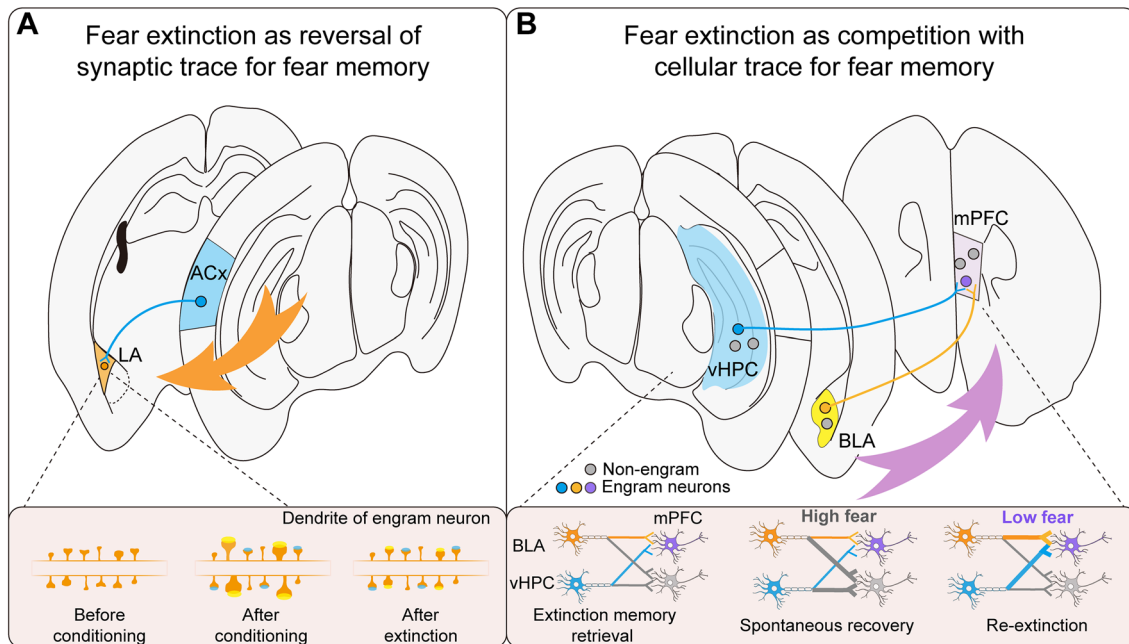 A
Fear extinction as reversal of
synaptic trace for fear memory
ACx
LA
Dendrite of engram neuron
Before
conditioning
After
conditioning
After
extinction
B
Fear extinction as competition with
cellular trace for fear memory
mPFC
vHPC
BLA
Non-engram
Engram neurons
mPFC
High fear
Low fear
BLA
vHPC
Extinction memory
retrieval
Spontaneous recovery
Re-extinction